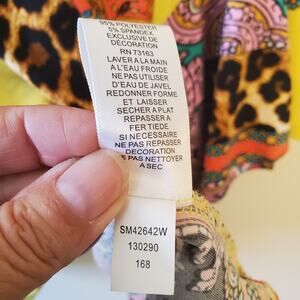 95% POLYESTER
5% SPANDEX
EXCLUSIVE DE
DÉCORATION
RN 73163
LAVER A LA MAIN
A L'EAU FROIDE
NE PAS UTILISER
D'EAU DE JAVEL
REDONNER FORME
ET LAISSER
SECHER A PLAT
REPASSER A
FER TIEDE
SI NECESSAIRE
NE PAS REPASSER
DECORATION
NE PAS NETTOYER
A SEC
SM42642W
130290
168